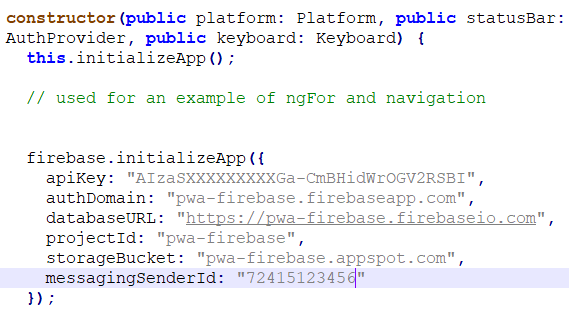 constructor(public platform: Platform, public statusBar:
AuthProvider, public keyboard: Keyboard) {
this.initializeApp();
// used for an example of ngFor and navigation
firebase.initializeApp({
apiKey: "AIzaSXXXXXXXXXGa-CmBHidWrOGV2RSBI",
authDomain: "pwa-firebase.firebaseapp.com",
databaseURL: "https://pwa-firebase.firebaseio.com",
projectId: "pwa-firebase",
storageBucket: "pwa-firebase.appspot.com",
messagingSenderId: "72415123456"
});